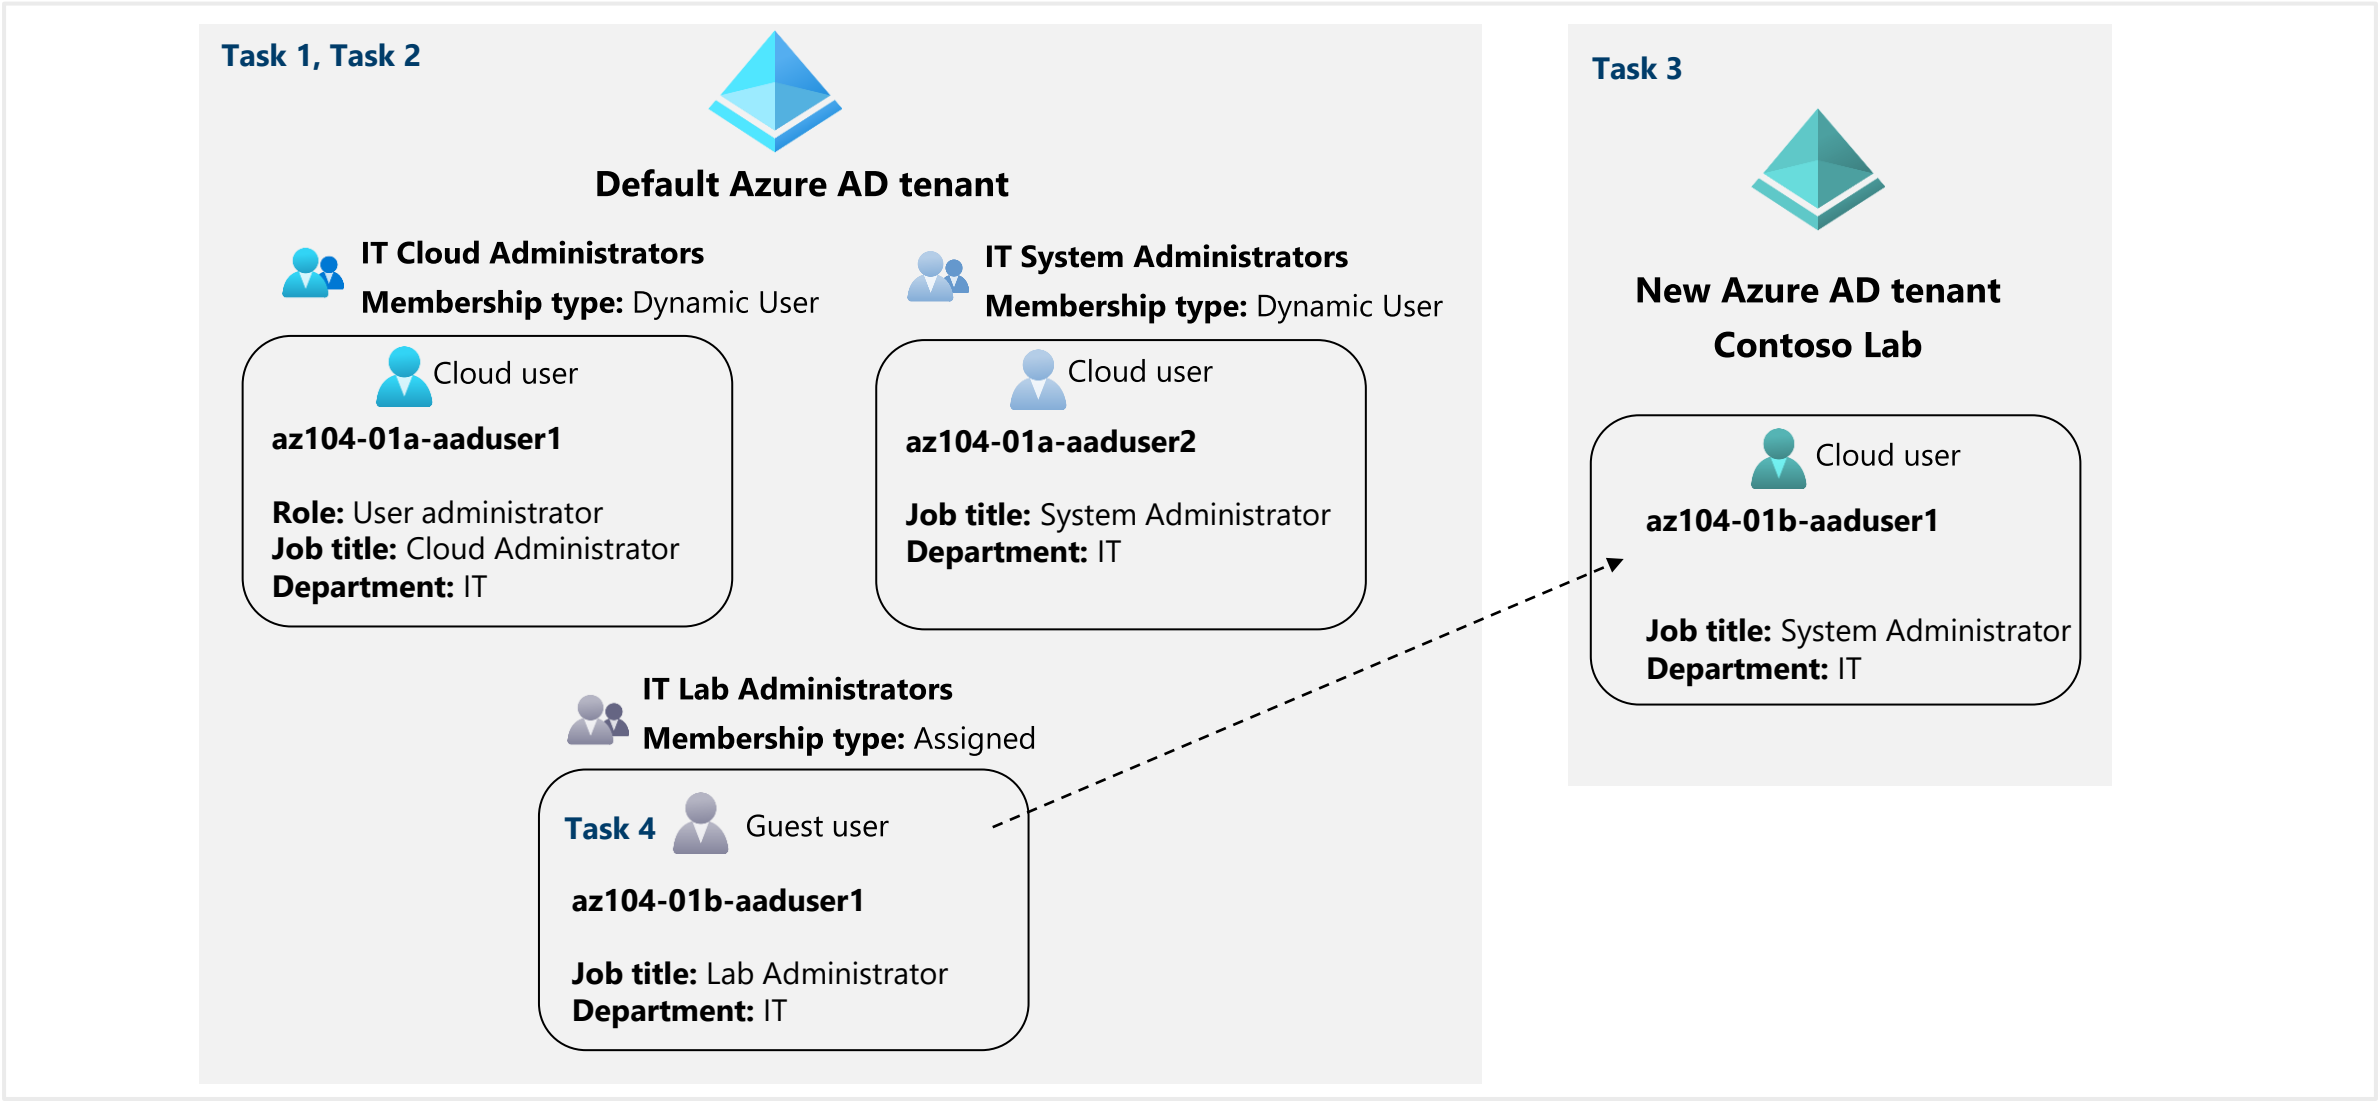 Task 1, Task 2
Default Azure AD tenant
IT Cloud Administrators
Membership type: Dynamic User
Cloud user
az104-01a-aaduser1
Role: User administrator
Job title: Cloud Administrator
Department: IT
IT System Administrators
Membership type: Dynamic User
Cloud user
az104-01a-aaduser2
Job title: System Administrator
Department: IT
IT Lab Administrators
Membership type: Assigned
Task 4
Guest user
az104-01b-aaduser1
Job title: Lab Administrator
Department: IT
Task 3
New Azure AD tenant
Contoso Lab
Cloud user
az104-01b-aaduser1
Job title: System Administrator
Department: IT